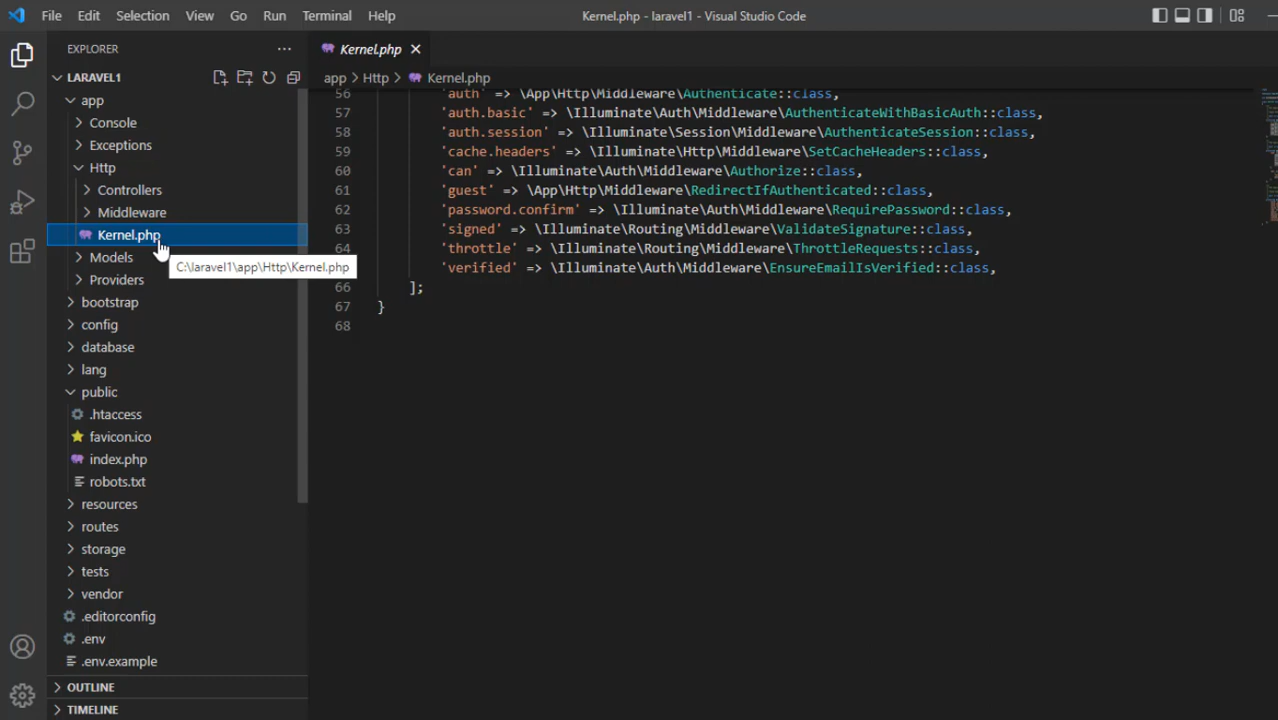 File Edit Selection View Go Run Terminal Help Kernel.php - laravel1 - Visual Studio Code
EXPLORER
LARAVEL1
app
Console
Exceptions
Http
Controllers
Middleware
Kernel.php
C:\laravel1\app\Http\Kernel.php
Models
Providers
bootstrap
config
database
lang
public
.htaccess
favicon.ico
index.php
robots.txt
resources
routes
storage
tests
vendor
.editorconfig
.env
.env.example
OUTLINE
TIMELINE
Kernel.php
app > Http > Kernel.php
56 'auth' => \App\Http\Middleware\Authenticate::class,
57 'auth.basic' => \Illuminate\Auth\Middleware\AuthenticateWithBasicAuth::class,
58 'auth.session' => \Illuminate\Session\Middleware\AuthenticateSession::class,
59 'cache.headers' => \Illuminate\Http\Middleware\SetCacheHeaders::class,
60 'can' => \Illuminate\Auth\Middleware\Authorize::class,
61 'guest' => \App\Http\Middleware\RedirectIfAuthenticated::class,
62 'password.confirm' => \Illuminate\Auth\Middleware\RequirePassword::class,
63 'signed' => \Illuminate\Routing\Middleware\ValidateSignature::class,
64 'throttle' => \Illuminate\Routing\Middleware\ThrottleRequests::class,
'verified' => \Illuminate\Auth\Middleware\EnsureEmailIsVerified::class,
66 ];
67 }
68